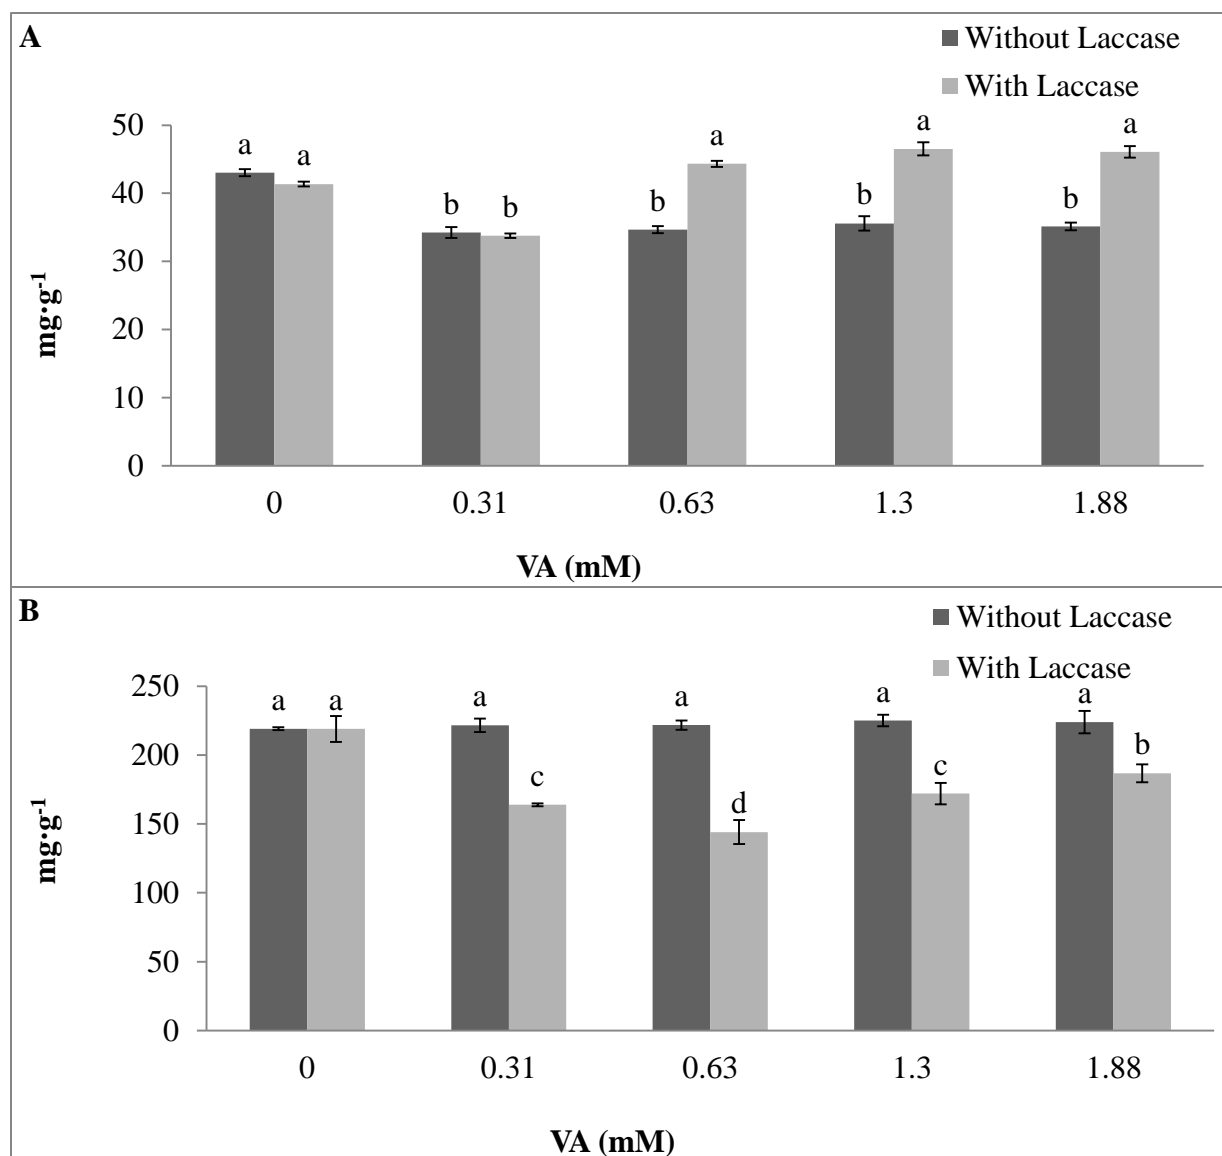 A
Without Laccase
With Laccase
mg·g-1
50
40
30
20
10
0
a a b b b a b a b a
0 0.31 0.63 1.3 1.88
VA (mM)
B
Without Laccase
With Laccase
mg·g-1
250
200
150
100
50
0
a a a c a d a c a b
0 0.31 0.63 1.3 1.88
VA (mM)